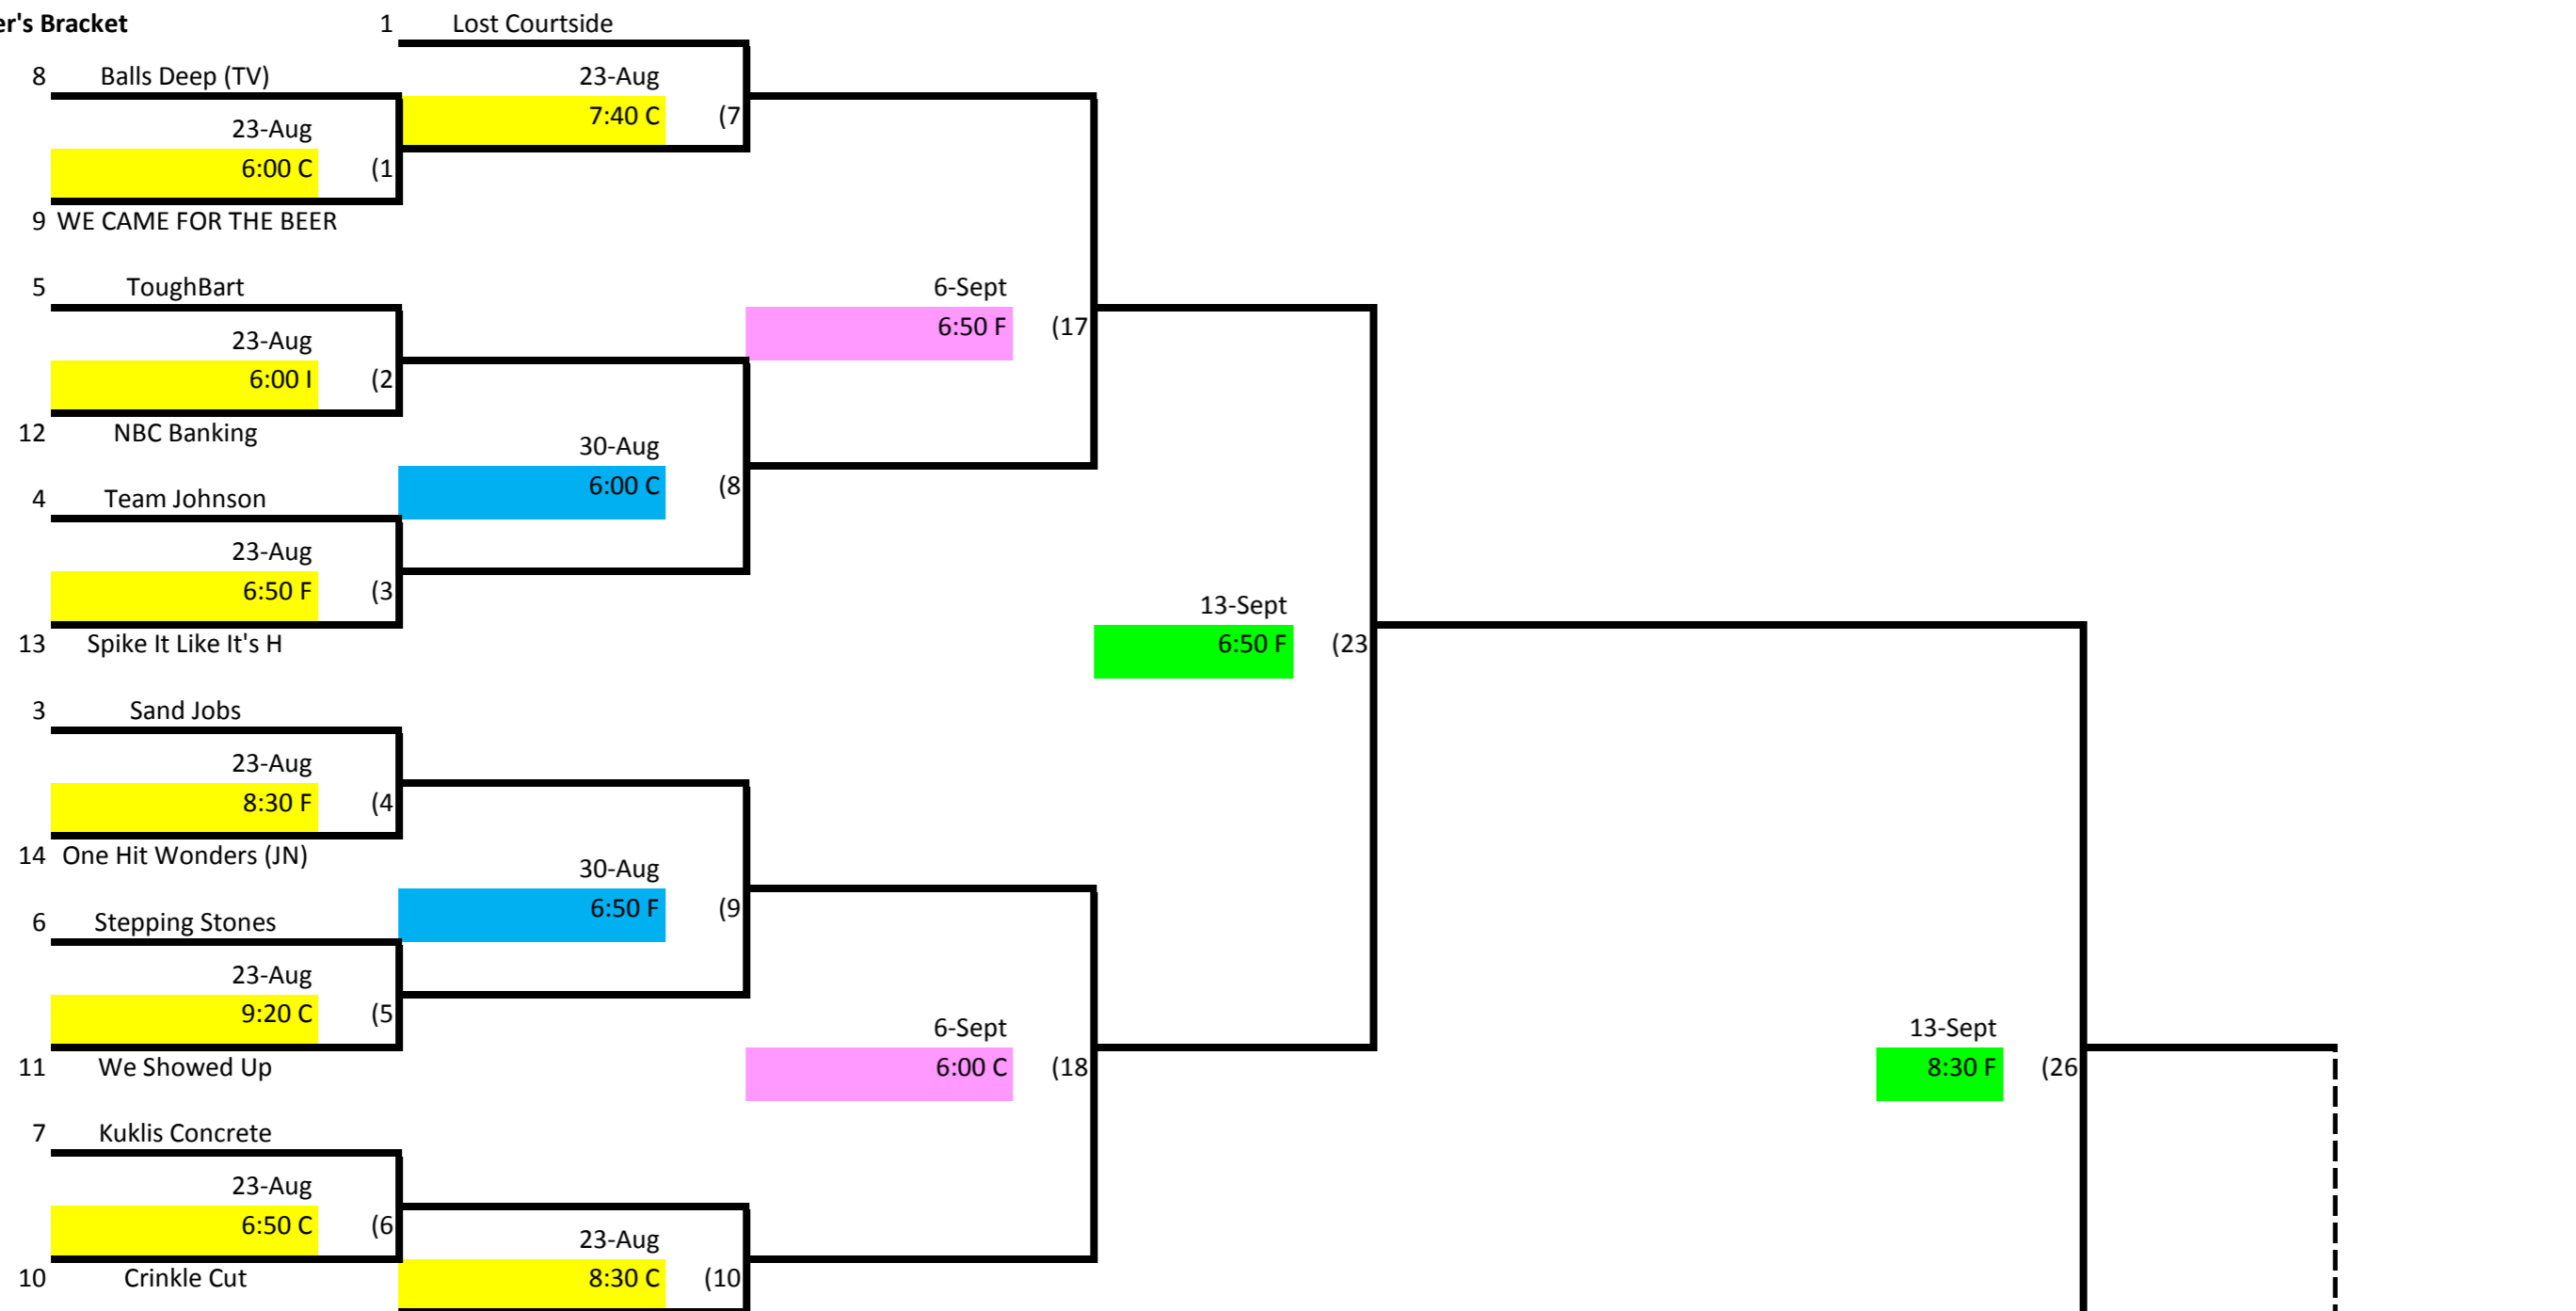 er's Bracket
1 Lost Courtside
8 Balls Deep (TV)
23-Aug
7:40 C (7
23-Aug
6:00 C (1
9 WE CAME FOR THE BEER
5 ToughBart
6-Sept
6:50 F (17
23-Aug
6:00 I (2
12 NBC Banking
30-Aug
6:00 C (8
4 Team Johnson
23-Aug
6:50 F (3
13 Spike It Like It's H
13-Sept
6:50 F (23
3 Sand Jobs
23-Aug
8:30 F (4
14 One Hit Wonders (JN)
30-Aug
6:50 F (9
6 Stepping Stones
23-Aug
9:20 C (5
11 We Showed Up
6-Sept
6:00 C (18
13-Sept
8:30 F (26
7 Kuklis Concrete
23-Aug
6:50 C (6
10 Crinkle Cut
23-Aug
8:30 C (10